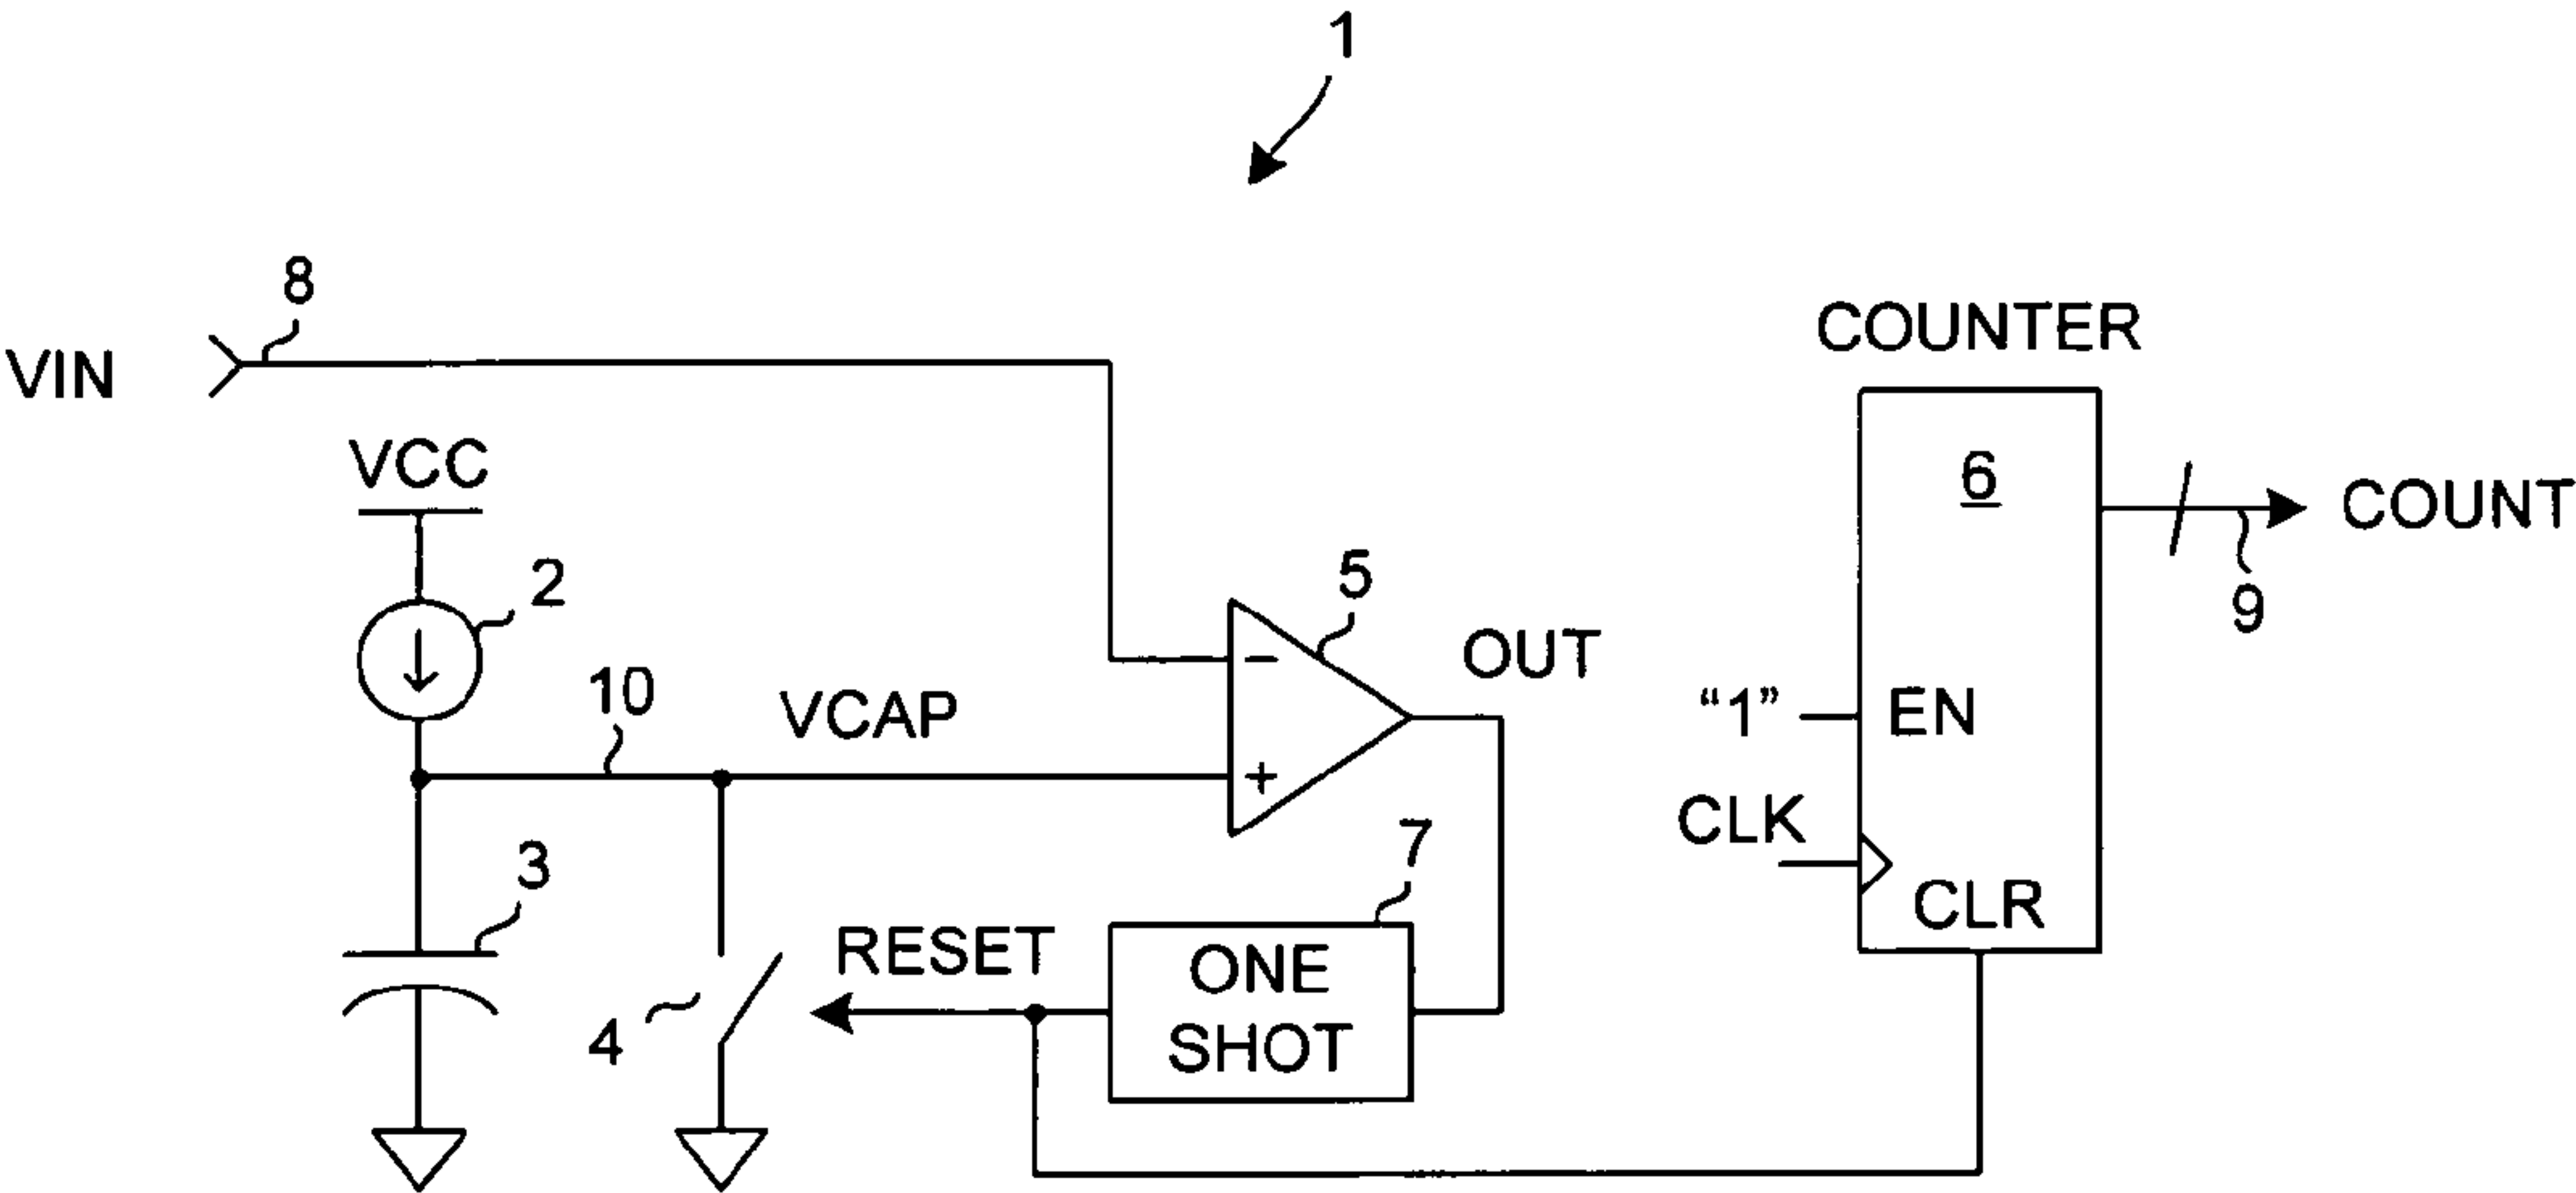 1
8
VIN
COUNTER
VCC
6
COUNT
2
5
9
OUT
10
VCAP
−
“1”
EN
+
CLK
3
7
CLR
RESET
ONE
SHOT
4